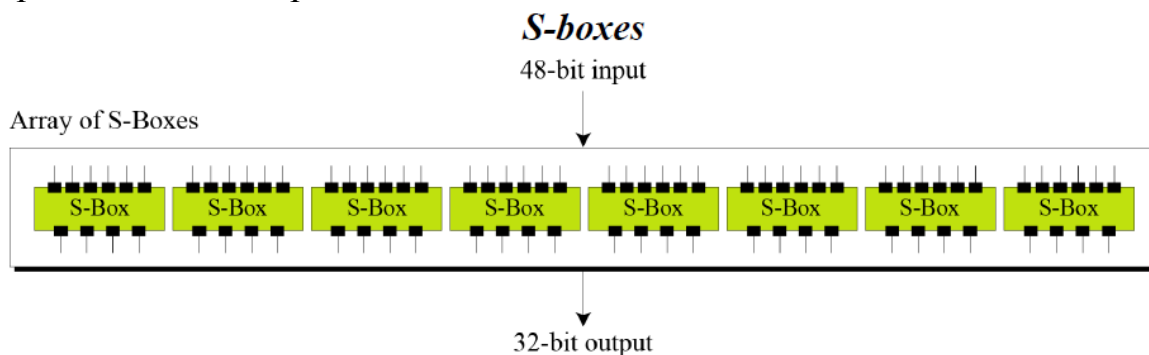 S-boxes
48-bit input
Array of S-Boxes
S-Box S-Box S-Box S-Box S-Box S-Box S-Box S-Box
32-bit output